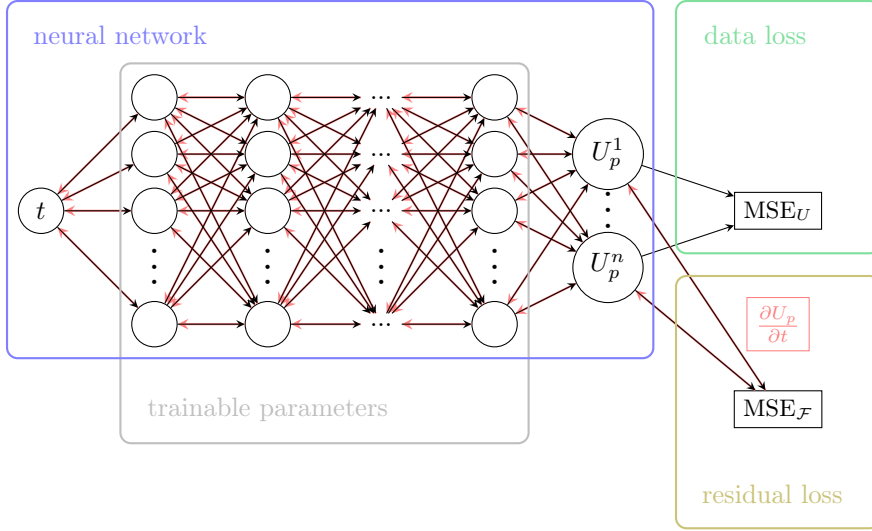 neural network
data loss
...
U_p^1
...
t
...
MSE_U
U_p^n
∂U_p/∂t
...
trainable parameters
MSE_ℱ
residual loss